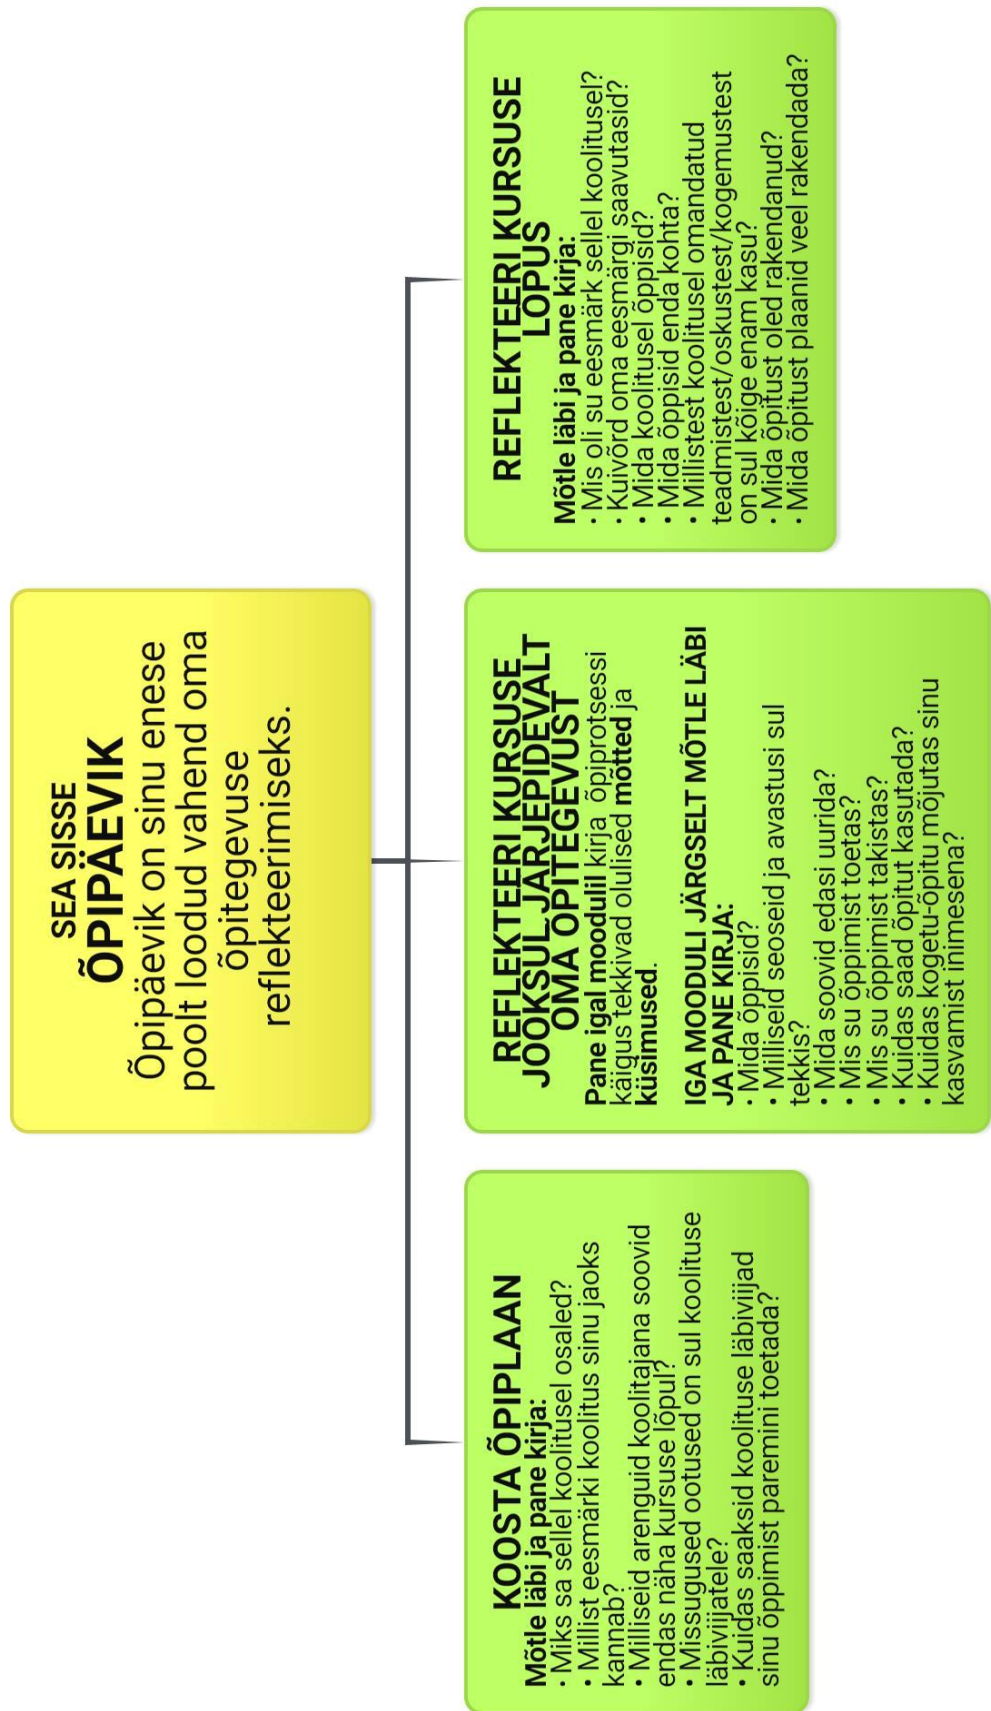 SEA SISSE
ÕPIPÄEVIK
Õpipäevik on sinu enese
poolt loodud vahend oma
õpitegevuse
reflekteerimiseks.
KOOSTA ÕPIPLAAN
Mõtle läbi ja pane kirja:
• Miks sa sellel koolitusel osaled?
• Millist eesmärki koolitus sinu jaoks
kannab?
• Milliseid arenguid koolitajana soovid
endas näha kursuse lõpul?
• Missugused ootused on sul koolituse
läbiviijatele?
• Kuidas saaksid koolituse läbiviijad
sinu õppimist paremini toetada?
REFLEKTEERI KURSUSE
JOOKSUL JÄRJEPIDEVALT
OMA ÕPITEGEVUST
Pane igal moodulil kirja õpiprotsessi
käigus tekkivad olulised mõtted ja
küsimused.
IGA MOODULI JÄRGSELT MÕTLE LÄBI
JA PANE KIRJA:
• Mida õppisid?
• Milliseid seoseid ja avastusi sul
tekkis?
• Mida soovid edasi uurida?
• Mis su õppimist toetas?
• Mis su õppimist takistas?
• Kuidas saad õpitut kasutada?
• Kuidas kogetu-õpitu mõjutas sinu
kasvamist inimesena?
REFLEKTEERI KURSUSE
LÕPUS
Mõtle läbi ja pane kirja:
• Mis oli su eesmärk sellel koolitusel?
• Kuivõrd oma eesmärgi saavutasid?
• Mida koolitusel õppisid?
• Mida õppisid enda kohta?
• Millistest koolitusel omandatud
teadmistest/oskustest/kogemustest
on sul kõige enam kasu?
• Mida õpitust oled rakendanud?
• Mida õpitust plaanid veel rakendada?